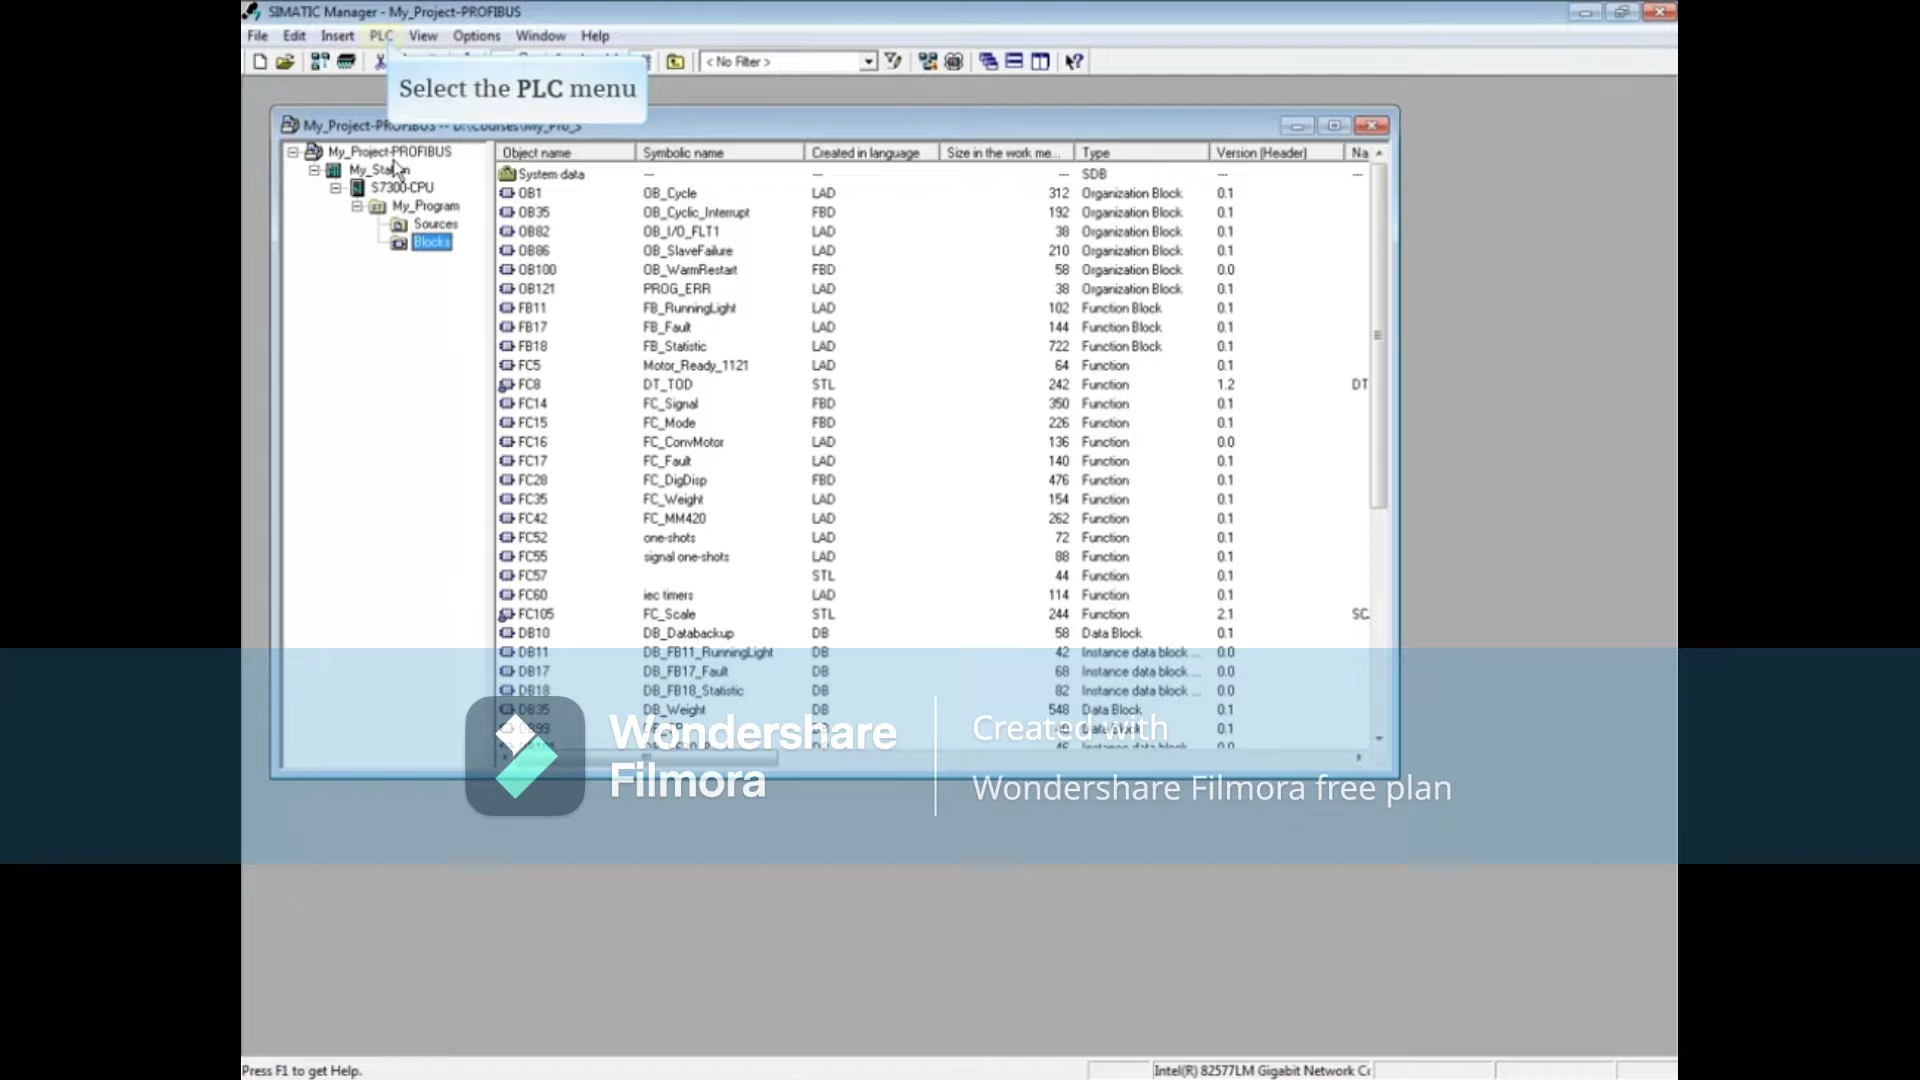 SIMATIC Manager - My_Project-PROFIBUS
File Edit Insert PLC View Options Window Help
< No Filter >
Select the PLC menu
My_Project-PROFIBUS -- D:\Courses\My_Pro_3
My_Project-PROFIBUS
My_Station
S7300-CPU
My_Program
Sources
Blocks
Object name Symbolic name Created in language Size in the work me... Type Version (Header) Na
System data --- --- --- SDB --- ---
OB1 OB_Cycle LAD 312 Organization Block 0.1
OB35 OB_Cyclic_Interrupt FBD 192 Organization Block 0.1
OB82 OB_I/O_FLT1 LAD 38 Organization Block 0.1
OB86 OB_SlaveFailure LAD 210 Organization Block 0.1
OB100 OB_WarmRestart FBD 58 Organization Block 0.0
OB121 PROG_ERR LAD 38 Organization Block 0.1
FB11 FB_RunningLight LAD 102 Function Block 0.1
FB17 FB_Fault LAD 144 Function Block 0.1
FB18 FB_Statistic LAD 722 Function Block 0.1
FC5 Motor_Ready_1121 LAD 64 Function 0.1
FC8 DT_TOD STL 242 Function 1.2 DT
FC14 FC_Signal FBD 350 Function 0.1
FC15 FC_Mode FBD 226 Function 0.1
FC16 FC_ConvMotor LAD 136 Function 0.0
FC17 FC_Fault LAD 140 Function 0.1
FC28 FC_DigDisp FBD 476 Function 0.1
FC35 FC_Weight LAD 154 Function 0.1
FC42 FC_MM420 LAD 262 Function 0.1
FC52 one-shots LAD 72 Function 0.1
FC55 signal one-shots LAD 88 Function 0.1
FC57 STL 44 Function 0.1
FC60 iec timers LAD 114 Function 0.1
FC105 FC_Scale STL 244 Function 2.1 SC
DB10 DB_Databackup DB 58 Data Block 0.1
DB11 DB_FB11_RunningLight DB 42 Instance data block ... 0.0
DB17 DB_FB17_Fault DB 68 Instance data block ... 0.0
DB18 DB_FB18_Statistic DB 82 Instance data block ... 0.0
DB35 DB_Weight DB 548 Data Block 0.1
DB99 DB 40 Data Block 0.1
Wondershare
Filmora
Created with
Wondershare Filmora free plan
Press F1 to get Help.
Intel(R) 82577LM Gigabit Network Cc